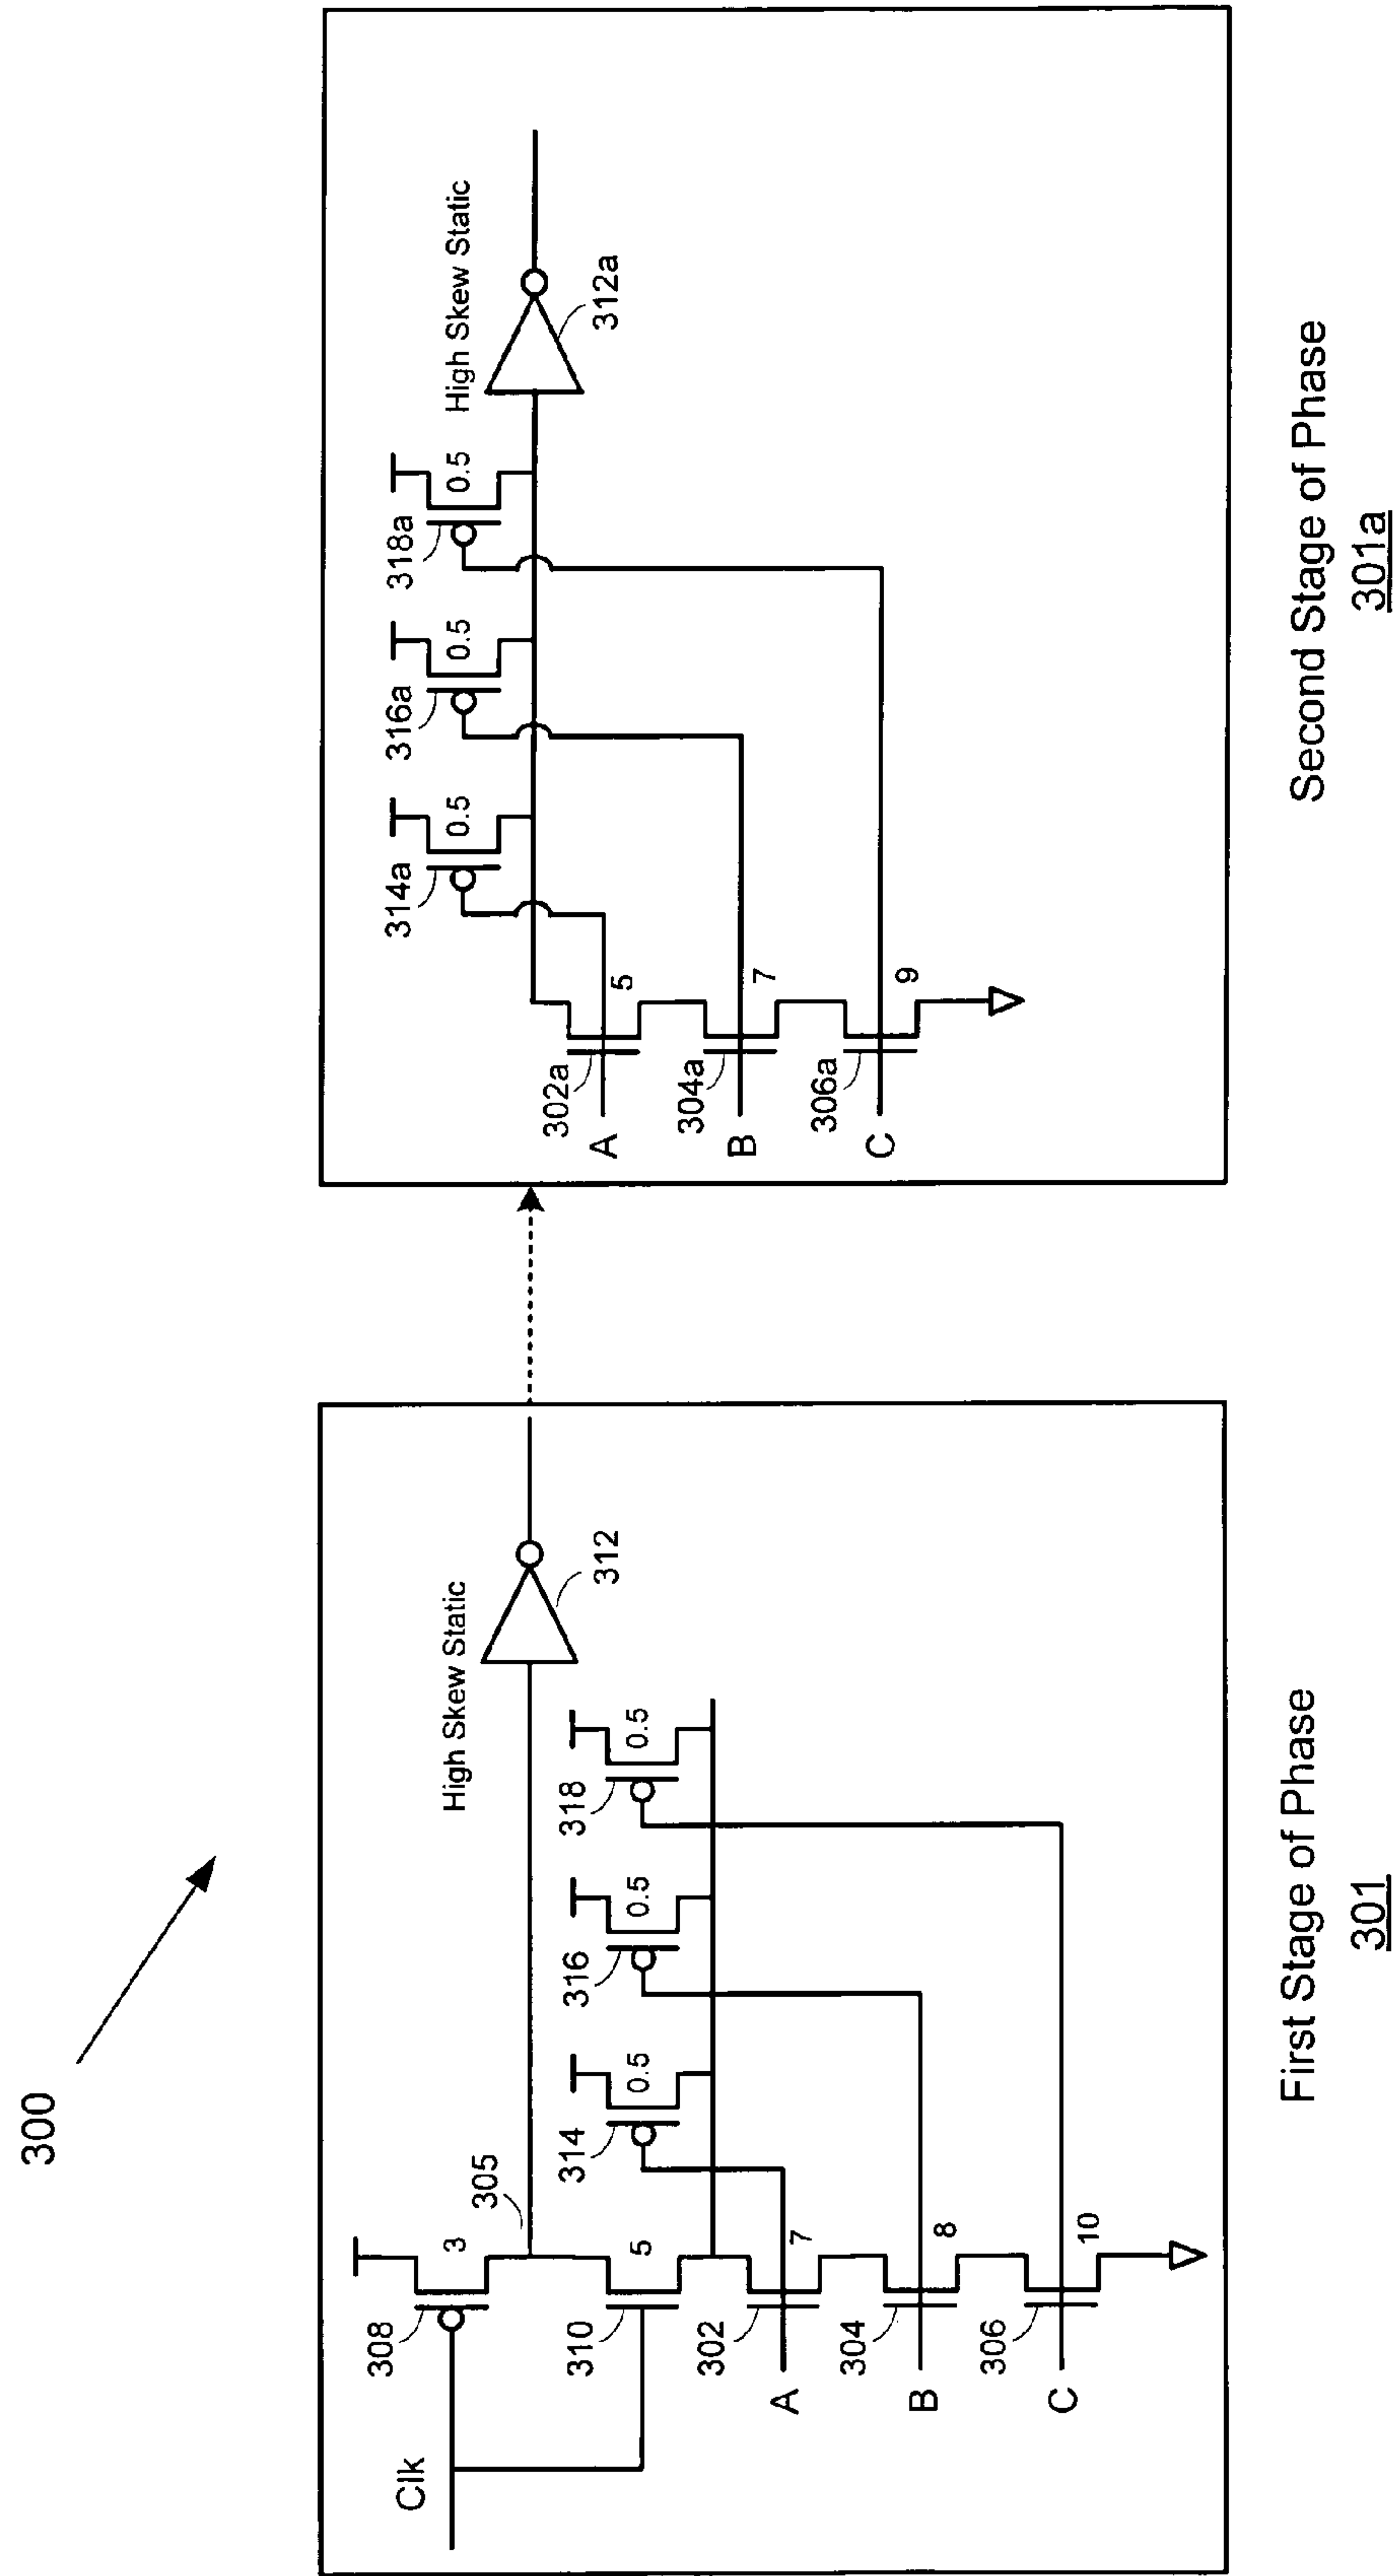 300
Clk
308
3
305
High Skew Static
312
310
5
314
0.5
316
0.5
318
0.5
302
A
7
304
B
8
306
C
10
First Stage of Phase
301
314a
0.5
316a
0.5
318a
0.5
High Skew Static
312a
302a
A
5
304a
B
7
306a
C
9
Second Stage of Phase
301a